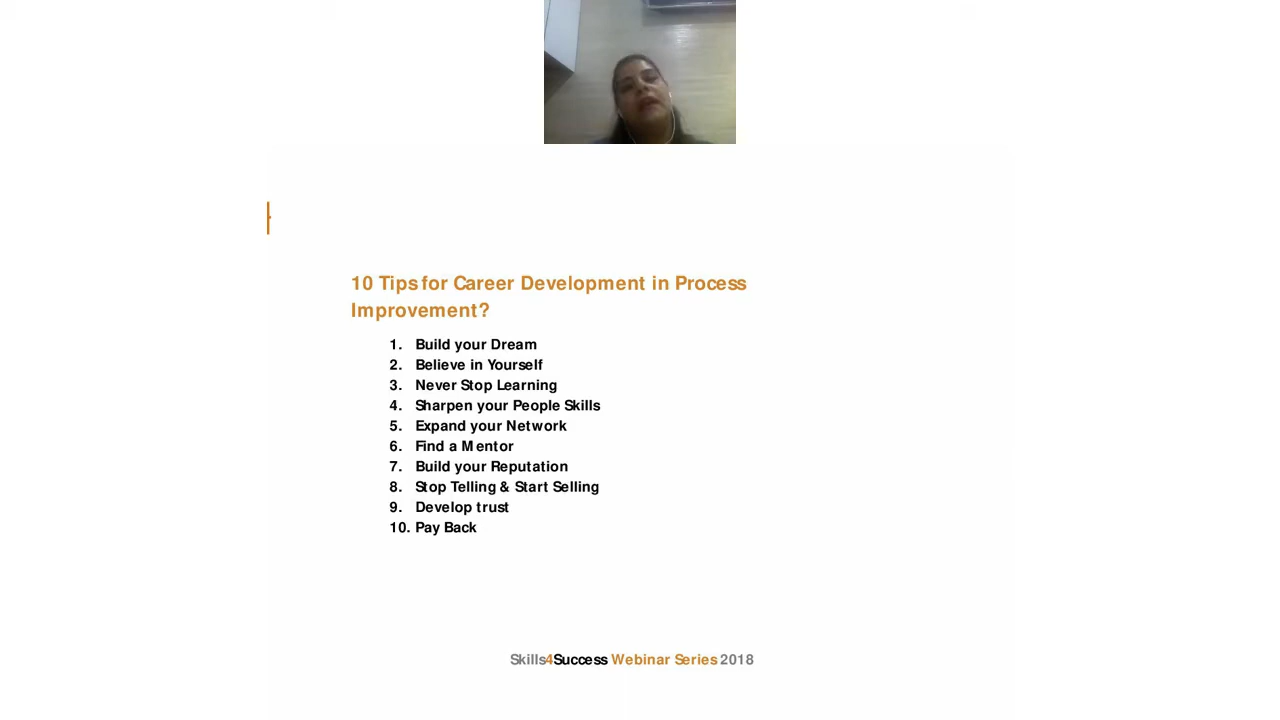 10 Tips for Career Development in Process
Improvement?
1. Build your Dream
2. Believe in Yourself
3. Never Stop Learning
4. Sharpen your People Skills
5. Expand your Network
6. Find a Mentor
7. Build your Reputation
8. Stop Telling & Start Selling
9. Develop trust
10. Pay Back
Skills4Success Webinar Series 2018